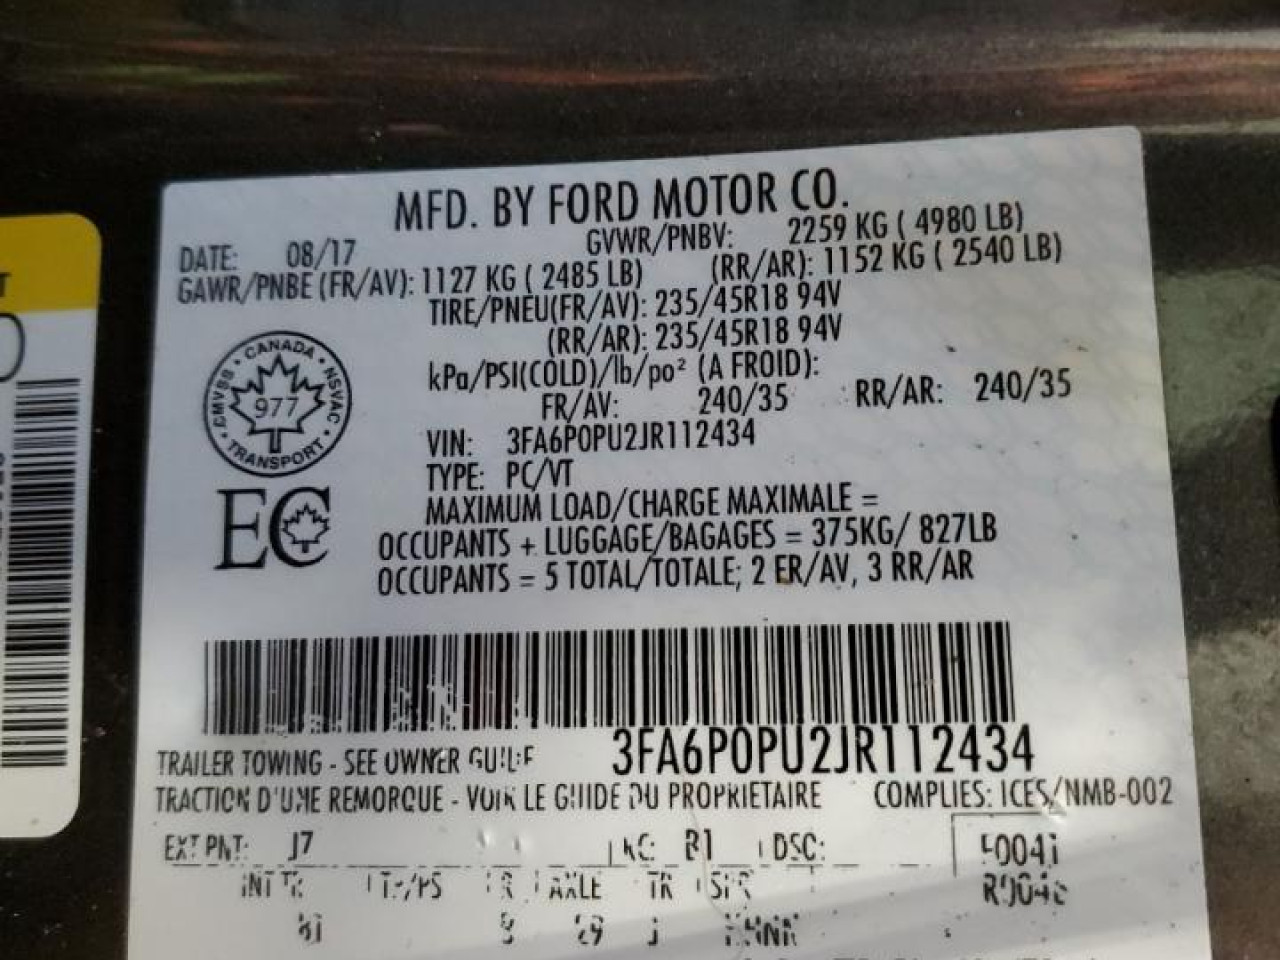 MFD. BY FORD MOTOR CO.
DATE: 08/17 GVWR/PNBV: 2259 KG ( 4980 LB)
GAWR/PNBE (FR/AV): 1127 KG ( 2485 LB) (RR/AR): 1152 KG ( 2540 LB)
TIRE/PNEU(FR/AV): 235/45R18 94V
(RR/AR): 235/45R18 94V
kPa/PSI(COLD)/lb/po² (A FROID):
FR/AV: 240/35 RR/AR: 240/35
CANADA
CMVSS 977 NSVAC
TRANSPORT
VIN: 3FA6P0PU2JR112434
TYPE: PC/VT
EC
MAXIMUM LOAD/CHARGE MAXIMALE =
OCCUPANTS + LUGGAGE/BAGAGES = 375KG/ 827LB
OCCUPANTS = 5 TOTAL/TOTALE; 2 FR/AV, 3 RR/AR
3FA6P0PU2JR112434
TRAILER TOWING - SEE OWNER GUIDE
TRACTION D'UNE REMORQUE - VOIR LE GUIDE DU PROPRIETAIRE COMPLIES: ICES/NMB-002
EXT PNT: J7 DSC:
INT TR AXLE TR